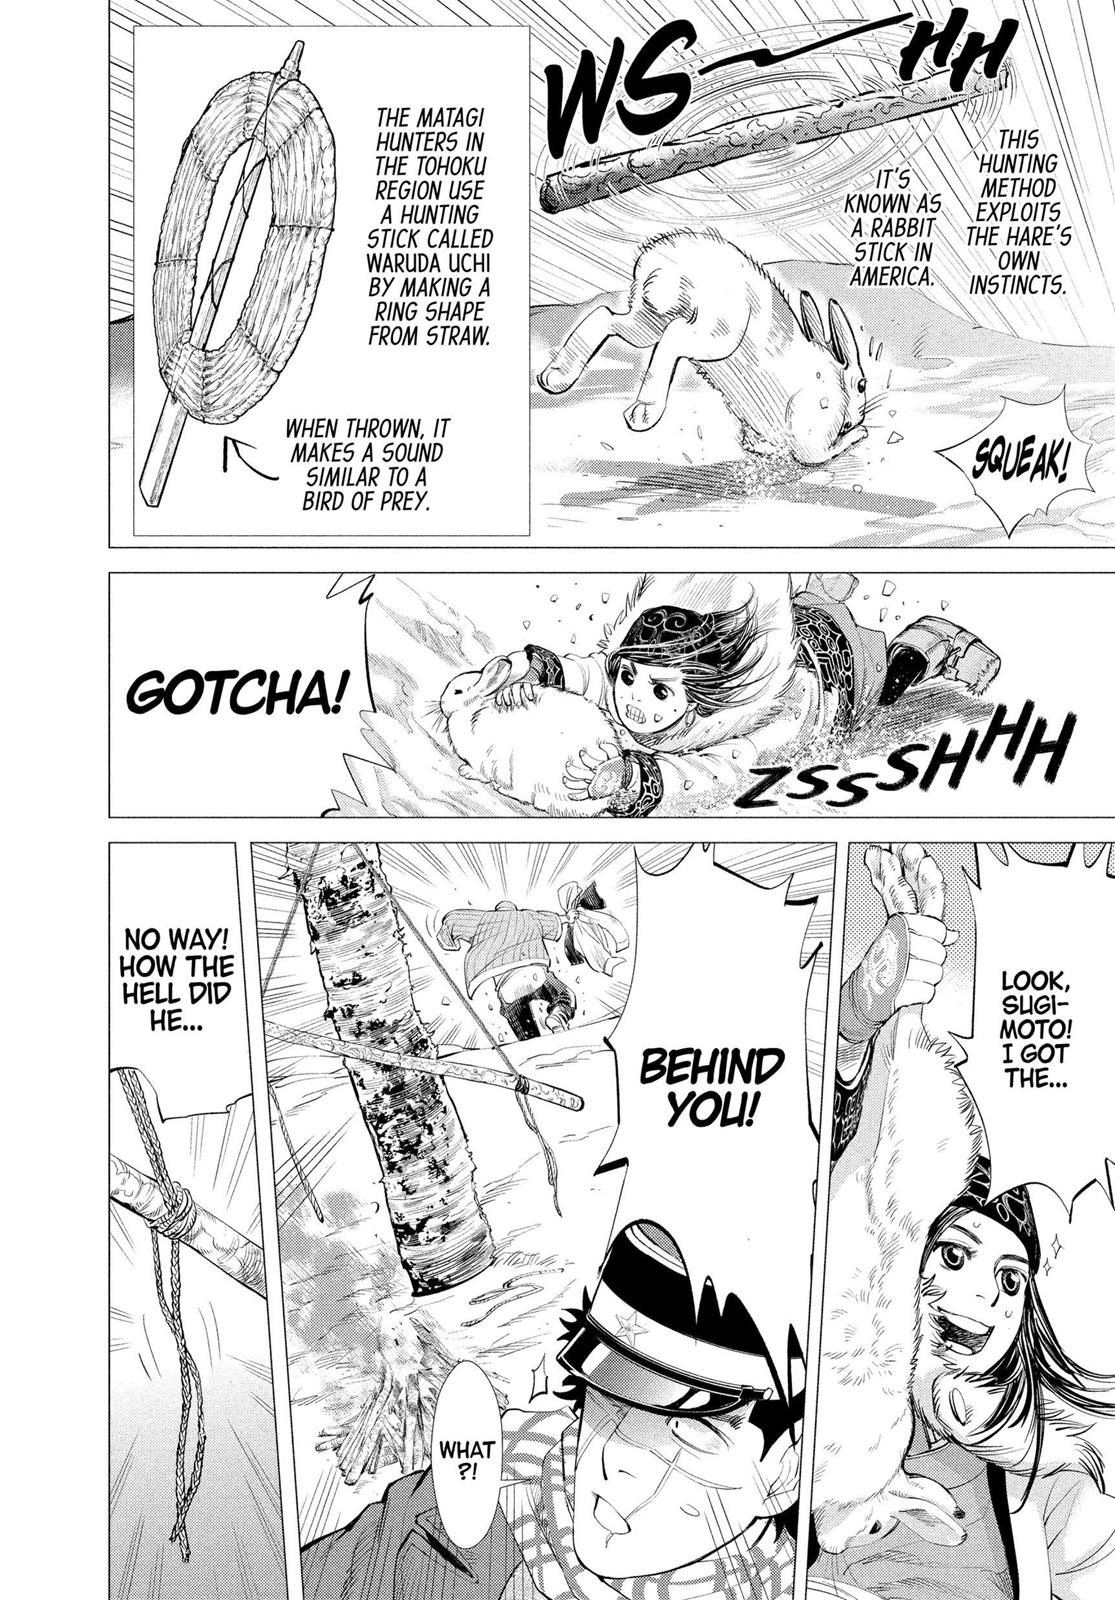 WS—HH
THIS
HUNTING
METHOD
EXPLOITS
THE HARE'S
OWN
INSTINCTS.
IT'S
KNOWN AS
A RABBIT
STICK IN
AMERICA.
SQUEAK!
THE MATAGI
HUNTERS IN
THE TOHOKU
REGION USE
A HUNTING
STICK CALLED
WARUDA UCHI
BY MAKING A
RING SHAPE
FROM STRAW.
WHEN THROWN, IT
MAKES A SOUND
SIMILAR TO A
BIRD OF PREY.
GOTCHA!
ZSSSSHHH
LOOK,
SUGI-
MOTO!
I GOT
THE...
BEHIND
YOU!
WHAT
?!
NO WAY!
HOW THE
HELL DID
HE...